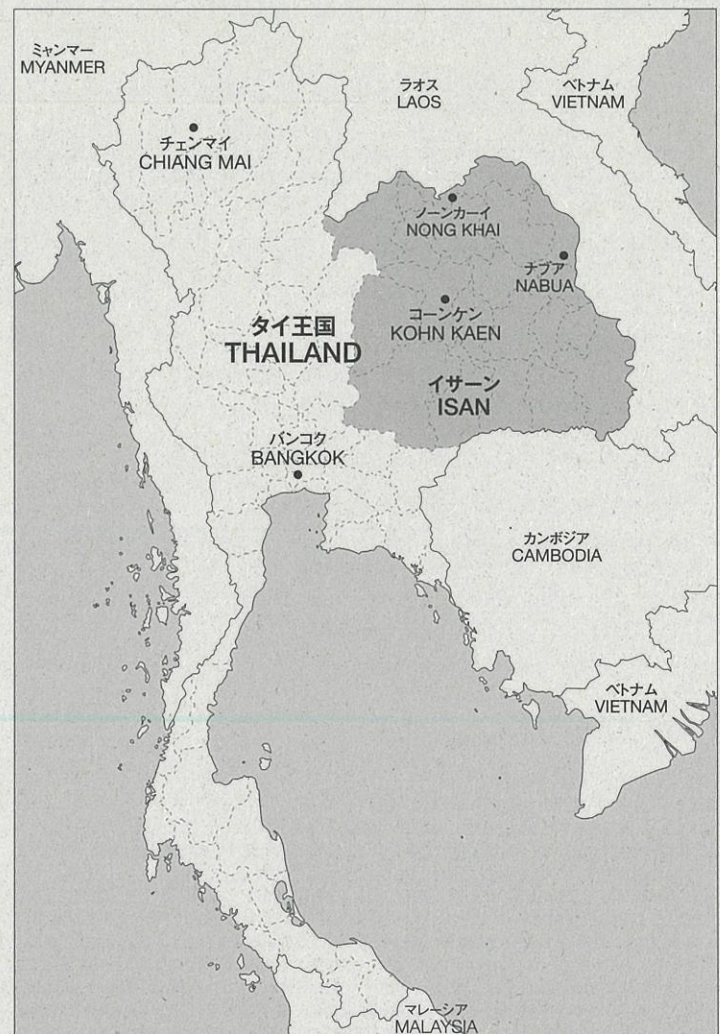 ミャンマー
MYANMER
ラオス
LAOS
ベトナム
VIETNAM
チェンマイ
CHIANG MAI
ノーンカーイ
NONG KHAI
ナブア
NABUA
コーンケン
KOHN KAEN
タイ王国
THAILAND
イサーン
ISAN
バンコク
BANGKOK
カンボジア
CAMBODIA
ベトナム
VIETNAM
マレーシア
MALAYSIA